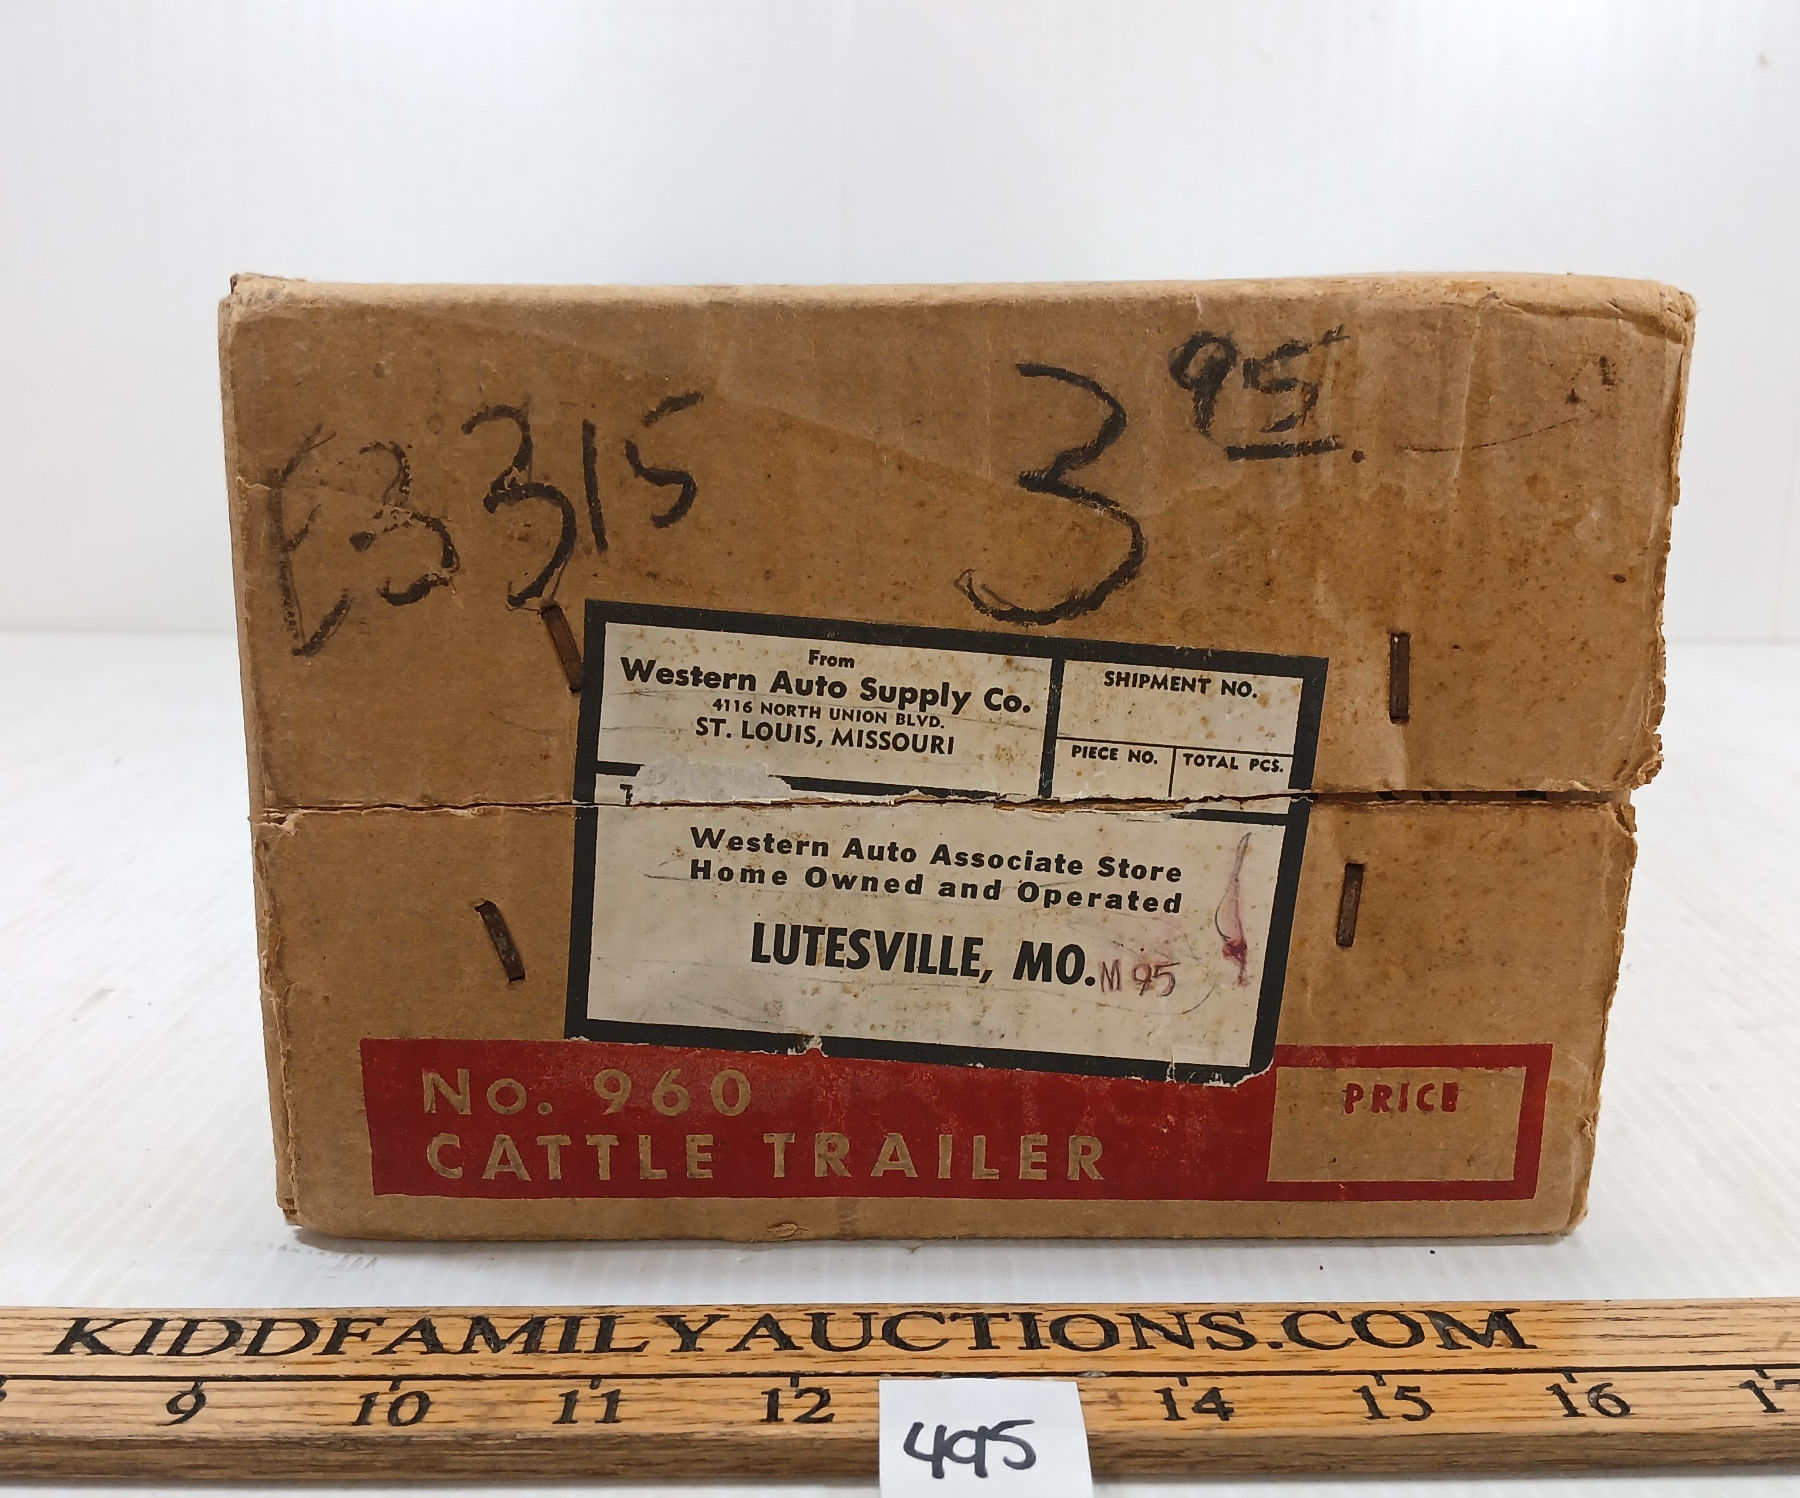 E3315
3 95
From
Western Auto Supply Co.
4116 NORTH UNION BLVD.
ST. LOUIS, MISSOURI
SHIPMENT NO.
PIECE NO. TOTAL PCS.
Western Auto Associate Store
Home Owned and Operated
LUTESVILLE, MO. M 95
No. 960
CATTLE TRAILER
PRICE
KIDDFAMILYAUCTIONS.COM
9 10 11 12 14 15 16 17
495